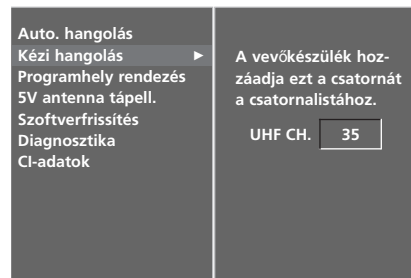 Auto. hangolás
Kézi hangolás ►
Programhely rendezés
5V antenna tápell.
Szoftverfrissítés
Diagnosztika
CI-adatok
A vevőkészülék hoz-
záadja ezt a csatornát
a csatornalistához.
UHF CH. 35